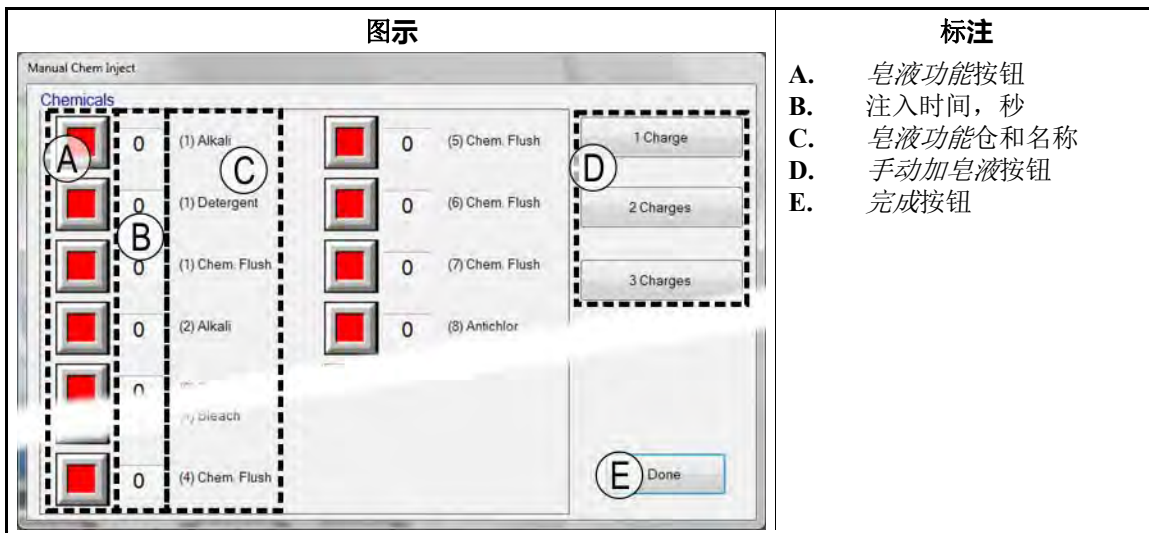 图示
标注
Manual Chem Inject
Chemicals
A
0
(1) Alkali
C
0
(1) Detergent
B
0
(1) Chem. Flush
0
(2) Alkali
0
Bleach
0
(4) Chem. Flush
0
(5) Chem. Flush
0
(6) Chem. Flush
0
(7) Chem. Flush
0
(8) Antichlor
D
1 Charge
2 Charges
3 Charges
E
Done
A. 皂液功能按钮
B. 注入时间，秒
C. 皂液功能仓和名称
D. 手动加皂液按钮
E. 完成按钮